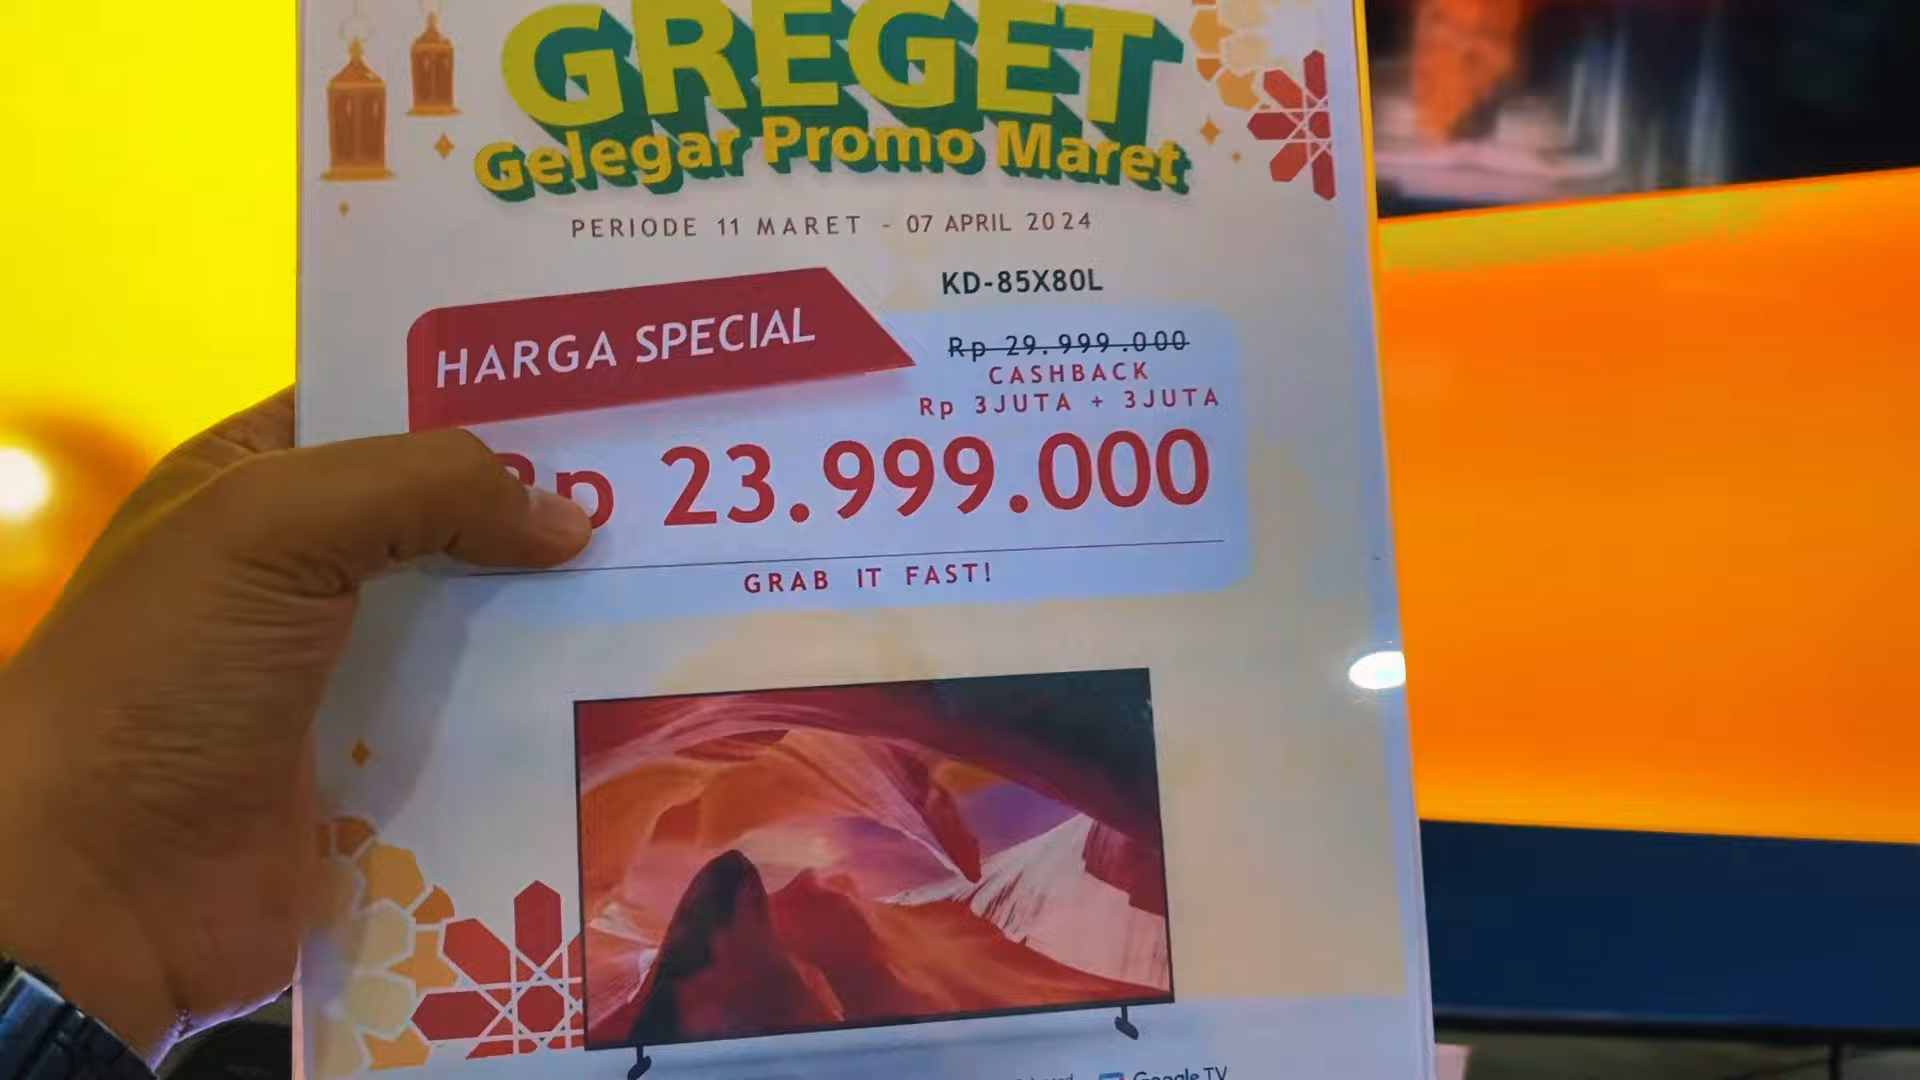 GREGET
Gelegar Promo Maret
PERIODE 11 MARET - 07 APRIL 2024
KD-85X80L
HARGA SPECIAL
Rp 29.999.000
CASHBACK
Rp 3JUTA + 3JUTA
Rp 23.999.000
GRAB IT FAST!
Google TV